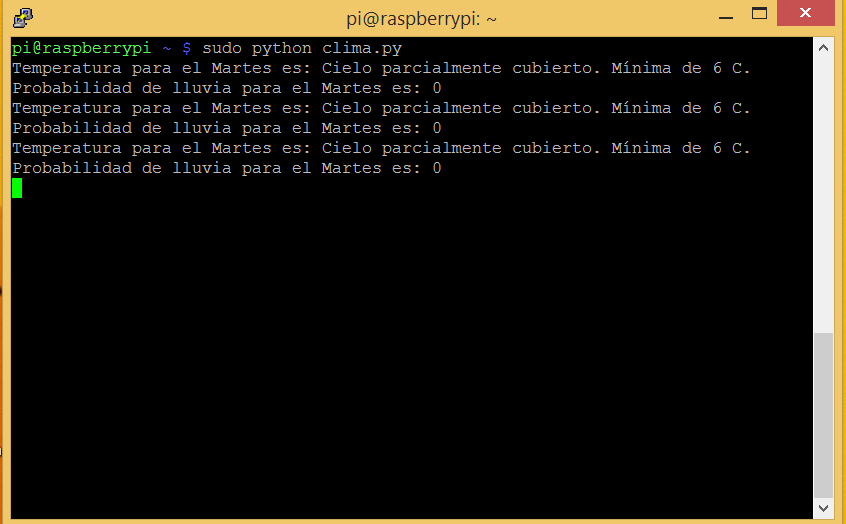 pi@raspberrypi: ~
pi@raspberrypi ~ $ sudo python clima.py
Temperatura para el Martes es: Cielo parcialmente cubierto. Mínima de 6 C.
Probabilidad de lluvia para el Martes es: 0
Temperatura para el Martes es: Cielo parcialmente cubierto. Mínima de 6 C.
Probabilidad de lluvia para el Martes es: 0
Temperatura para el Martes es: Cielo parcialmente cubierto. Mínima de 6 C.
Probabilidad de lluvia para el Martes es: 0